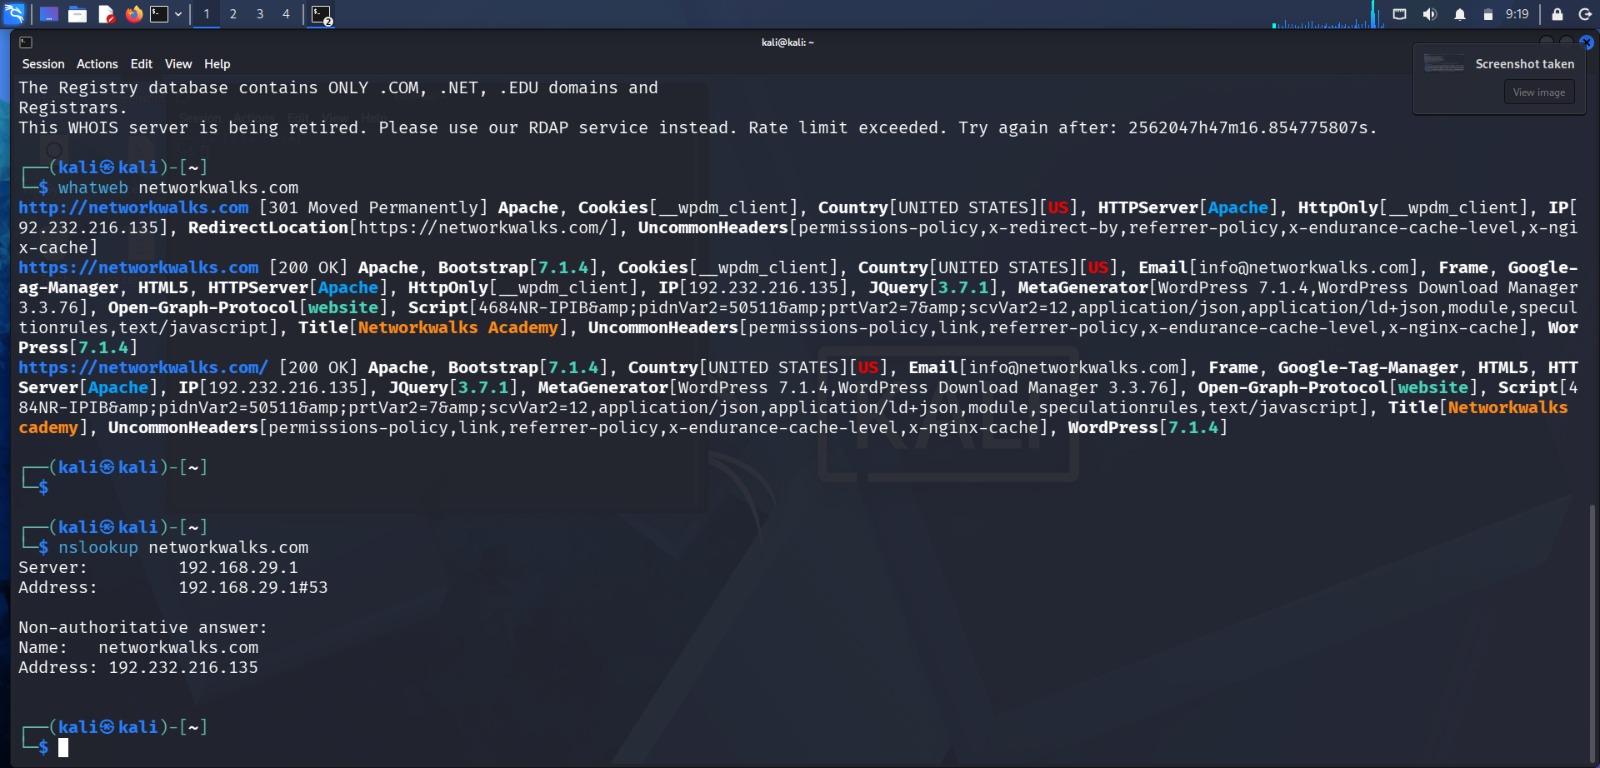 1 2 3 4 2 9:19
kali@kali: ~
Session Actions Edit View Help
Screenshot taken
View image
The Registry database contains ONLY .COM, .NET, .EDU domains and
Registrars.
This WHOIS server is being retired. Please use our RDAP service instead. Rate limit exceeded. Try again after: 2562047h47m16.854775807s.
┌──(kali㉿kali)-[~]
└─$ whatweb networkwalks.com
http://networkwalks.com [301 Moved Permanently] Apache, Cookies[__wpdm_client], Country[UNITED STATES][US], HTTPServer[Apache], HttpOnly[__wpdm_client], IP[
92.232.216.135], RedirectLocation[https://networkwalks.com/], UncommonHeaders[permissions-policy,x-redirect-by,referrer-policy,x-endurance-cache-level,x-ngi
x-cache]
https://networkwalks.com [200 OK] Apache, Bootstrap[7.1.4], Cookies[__wpdm_client], Country[UNITED STATES][US], Email[info@networkwalks.com], Frame, Google-
ag-Manager, HTML5, HTTPServer[Apache], HttpOnly[__wpdm_client], IP[192.232.216.135], JQuery[3.7.1], MetaGenerator[WordPress 7.1.4,WordPress Download Manager
3.3.76], Open-Graph-Protocol[website], Script[4684NR-IPIB&amp;pidnVar2=50511&amp;prtVar2=7&amp;scvVar2=12,application/json,application/ld+json,module,specul
tionrules,text/javascript], Title[Networkwalks Academy], UncommonHeaders[permissions-policy,link,referrer-policy,x-endurance-cache-level,x-nginx-cache], Wor
Press[7.1.4]
https://networkwalks.com/ [200 OK] Apache, Bootstrap[7.1.4], Country[UNITED STATES][US], Email[info@networkwalks.com], Frame, Google-Tag-Manager, HTML5, HTT
Server[Apache], IP[192.232.216.135], JQuery[3.7.1], MetaGenerator[WordPress 7.1.4,WordPress Download Manager 3.3.76], Open-Graph-Protocol[website], Script[4
84NR-IPIB&amp;pidnVar2=50511&amp;prtVar2=7&amp;scvVar2=12,application/json,application/ld+json,module,speculationrules,text/javascript], Title[Networkwalks
cademy], UncommonHeaders[permissions-policy,link,referrer-policy,x-endurance-cache-level,x-nginx-cache], WordPress[7.1.4]
┌──(kali㉿kali)-[~]
└─$
┌──(kali㉿kali)-[~]
└─$ nslookup networkwalks.com
Server: 192.168.29.1
Address: 192.168.29.1#53
Non-authoritative answer:
Name: networkwalks.com
Address: 192.232.216.135
┌──(kali㉿kali)-[~]
└─$